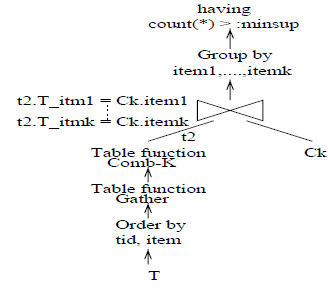 having
count(*) > :minsup
Group by
item1,....,itemk
t2.T_itm1 = Ck.item1
t2.T_itmk = Ck.itemk
t2
Table function
Comb-K
Ck
Table function
Gather
Order by
tid, item
T